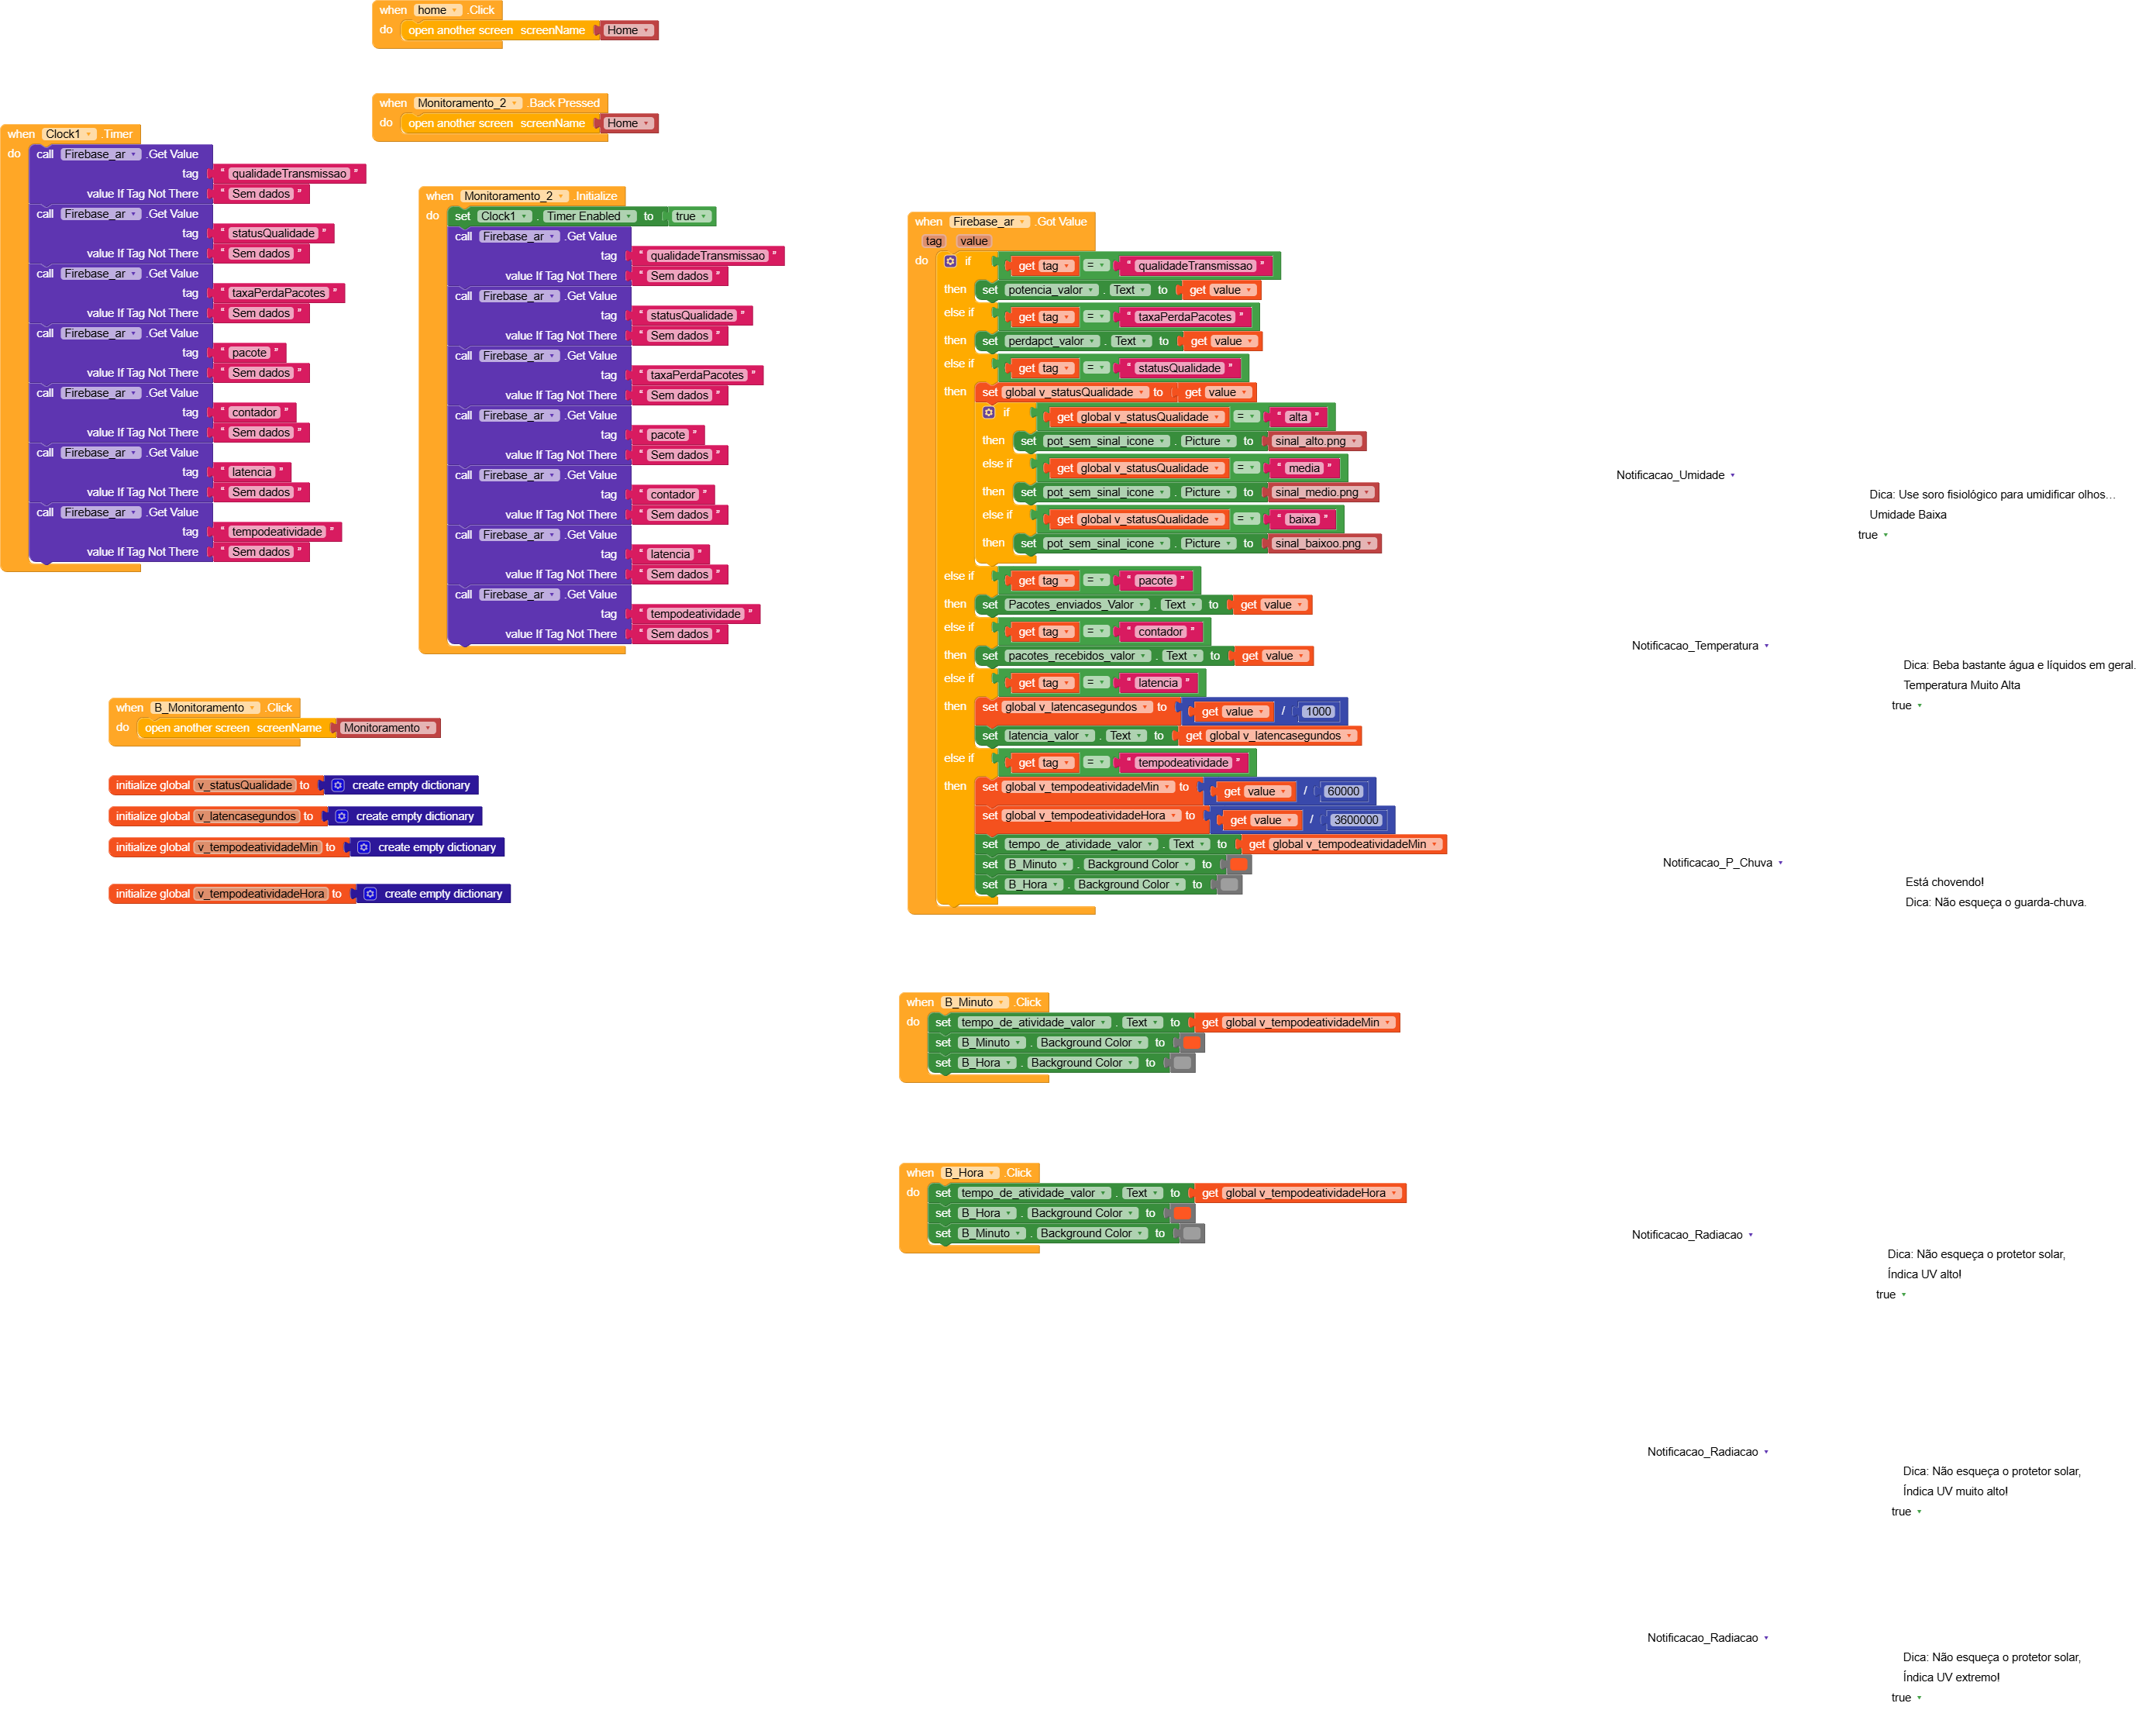 when home .Click
do open another screen screenName Home
when Monitoramento_2 .Back Pressed
do open another screen screenName Home
when Clock1 .Timer
do call Firebase_ar .Get Value
tag “ qualidadeTransmissao ”
value If Tag Not There “ Sem dados ”
call Firebase_ar .Get Value
tag “ statusQualidade ”
value If Tag Not There “ Sem dados ”
call Firebase_ar .Get Value
tag “ taxaPerdaPacotes ”
value If Tag Not There “ Sem dados ”
call Firebase_ar .Get Value
tag “ pacote ”
value If Tag Not There “ Sem dados ”
call Firebase_ar .Get Value
tag “ contador ”
value If Tag Not There “ Sem dados ”
call Firebase_ar .Get Value
tag “ latencia ”
value If Tag Not There “ Sem dados ”
call Firebase_ar .Get Value
tag “ tempodeatividade ”
value If Tag Not There “ Sem dados ”
when Monitoramento_2 .Initialize
do set Clock1 . Timer Enabled to true
call Firebase_ar .Get Value
tag “ qualidadeTransmissao ”
value If Tag Not There “ Sem dados ”
call Firebase_ar .Get Value
tag “ statusQualidade ”
value If Tag Not There “ Sem dados ”
call Firebase_ar .Get Value
tag “ taxaPerdaPacotes ”
value If Tag Not There “ Sem dados ”
call Firebase_ar .Get Value
tag “ pacote ”
value If Tag Not There “ Sem dados ”
call Firebase_ar .Get Value
tag “ contador ”
value If Tag Not There “ Sem dados ”
call Firebase_ar .Get Value
tag “ latencia ”
value If Tag Not There “ Sem dados ”
call Firebase_ar .Get Value
tag “ tempodeatividade ”
value If Tag Not There “ Sem dados ”
when B_Monitoramento .Click
do open another screen screenName Monitoramento
initialize global v_statusQualidade to create empty dictionary
initialize global v_latencasegundos to create empty dictionary
initialize global v_tempodeatividadeMin to create empty dictionary
initialize global v_tempodeatividadeHora to create empty dictionary
when Firebase_ar .Got Value
tag value
do if get tag = “ qualidadeTransmissao ”
then set potencia_valor . Text to get value
else if get tag = “ taxaPerdaPacotes ”
then set perdapct_valor . Text to get value
else if get tag = “ statusQualidade ”
then set global v_statusQualidade to get value
if get global v_statusQualidade = “ alta ”
then set pot_sem_sinal_icone . Picture to sinal_alto.png
else if get global v_statusQualidade = “ media ”
then set pot_sem_sinal_icone . Picture to sinal_medio.png
else if get global v_statusQualidade = “ baixa ”
then set pot_sem_sinal_icone . Picture to sinal_baixoo.png
else if get tag = “ pacote ”
then set Pacotes_enviados_Valor . Text to get value
else if get tag = “ contador ”
then set pacotes_recebidos_valor . Text to get value
else if get tag = “ latencia ”
then set global v_latencasegundos to get value / 1000
set latencia_valor . Text to get global v_latencasegundos
else if get tag = “ tempodeatividade ”
then set global v_tempodeatividadeMin to get value / 60000
set global v_tempodeatividadeHora to get value / 3600000
set tempo_de_atividade_valor . Text to get global v_tempodeatividadeMin
set B_Minuto . Background Color to
set B_Hora . Background Color to
when B_Minuto .Click
do set tempo_de_atividade_valor . Text to get global v_tempodeatividadeMin
set B_Minuto . Background Color to
set B_Hora . Background Color to
when B_Hora .Click
do set tempo_de_atividade_valor . Text to get global v_tempodeatividadeHora
set B_Hora . Background Color to
set B_Minuto . Background Color to
Notificacao_Umidade
Dica: Use soro fisiológico para umidificar olhos...
Umidade Baixa
true
Notificacao_Temperatura
Dica: Beba bastante água e líquidos em geral.
Temperatura Muito Alta
true
Notificacao_P_Chuva
Está chovendo!
Dica: Não esqueça o guarda-chuva.
Notificacao_Radiacao
Dica: Não esqueça o protetor solar,
Índica UV alto!
true
Notificacao_Radiacao
Dica: Não esqueça o protetor solar,
Índica UV muito alto!
true
Notificacao_Radiacao
Dica: Não esqueça o protetor solar,
Índica UV extremo!
true